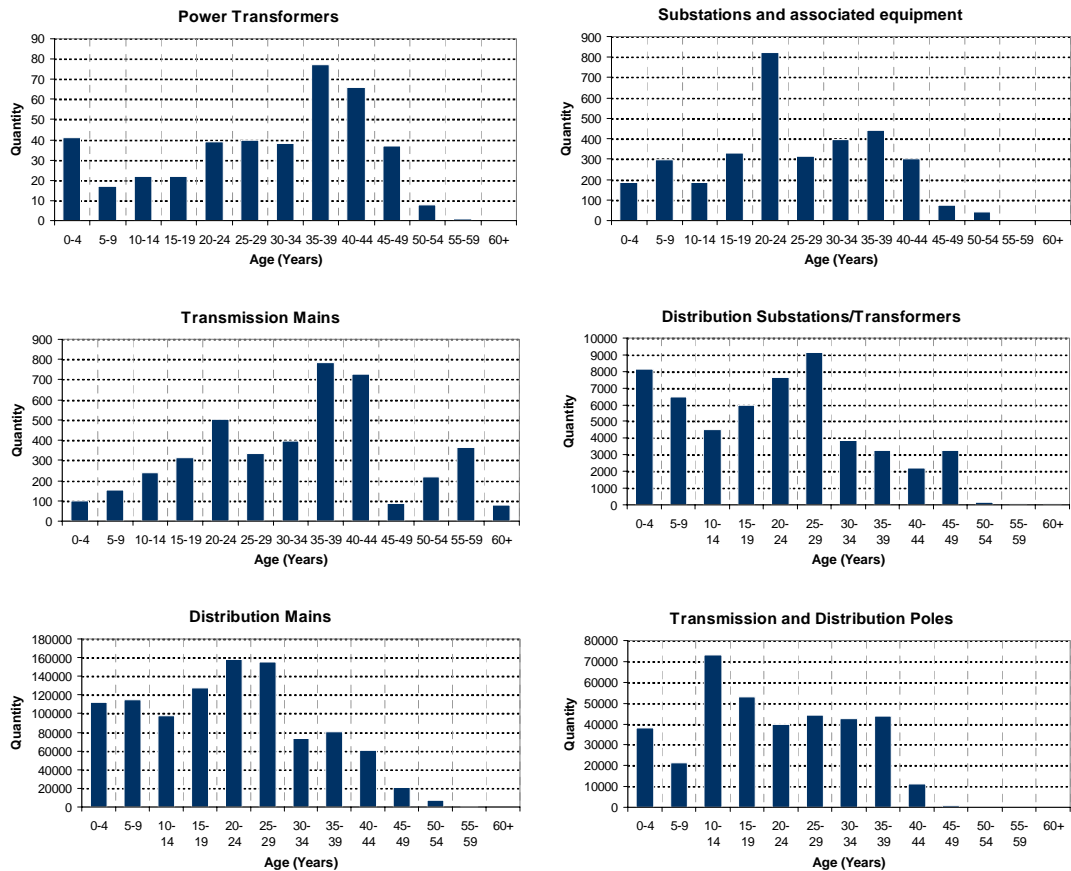 Power Transformers
90
80
70
60
50
40
30
20
10
0
Quantity
0-4 5-9 10-14 15-19 20-24 25-29 30-34 35-39 40-44 45-49 50-54 55-59 60+
Age (Years)
Substations and associated equipment
900
800
700
600
500
400
300
200
100
0
Quantity
0-4 5-9 10-14 15-19 20-24 25-29 30-34 35-39 40-44 45-49 50-54 55-59 60+
Age (Years)
Transmission Mains
900
800
700
600
500
400
300
200
100
0
Quantity
0-4 5-9 10-14 15-19 20-24 25-29 30-34 35-39 40-44 45-49 50-54 55-59 60+
Age (Years)
Distribution Substations/Transformers
10000
9000
8000
7000
6000
5000
4000
3000
2000
1000
0
Quantity
0-4 5-9 10- 15- 20- 25- 30- 35- 40- 45- 50- 55- 60+
14 19 24 29 34 39 44 49 54 59
Age (Years)
Distribution Mains
180000
160000
140000
120000
100000
80000
60000
40000
20000
0
Quantity
0-4 5-9 10- 15- 20- 25- 30- 35- 40- 45- 50- 55- 60+
14 19 24 29 34 39 44 49 54 59
Age (Years)
Transmission and Distribution Poles
80000
70000
60000
50000
40000
30000
20000
10000
0
Quantity
0-4 5-9 10- 15- 20- 25- 30- 35- 40- 45- 50- 55- 60+
14 19 24 29 34 39 44 49 54 59
Age (Years)